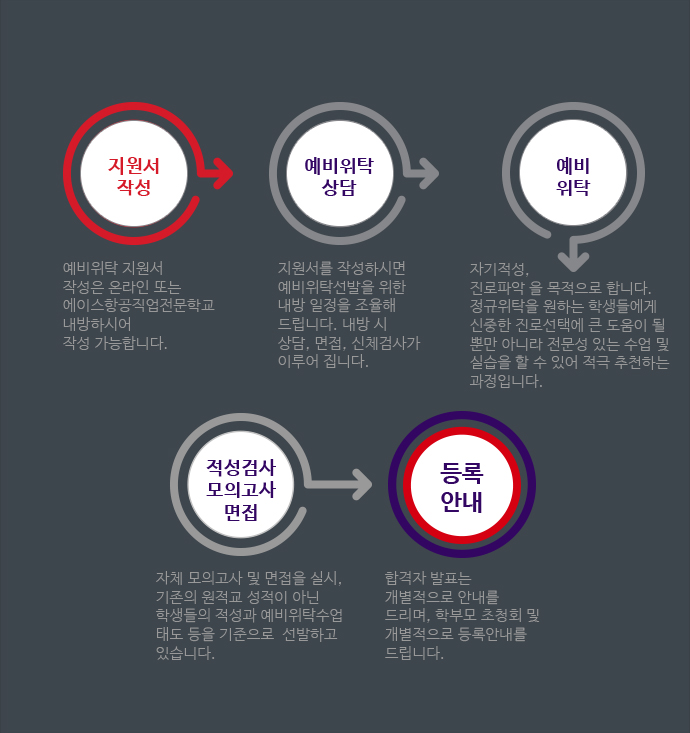 지원서
작성
예비위탁 지원서
작성은 온라인 또는
에이스항공직업전문학교
내방하시어
작성 가능합니다.
예비위탁
상담
지원서를 작성하시면
예비위탁선발을 위한
내방 일정을 조율해
드립니다. 내방 시
상담, 면접, 신체검사가
이루어 집니다.
예비
위탁
자기적성,
진로파악 을 목적으로 합니다.
정규위탁을 원하는 학생들에게
신중한 진로선택에 큰 도움이 될
뿐만 아니라 전문성 있는 수업 및
실습을 할 수 있어 적극 추천하는
과정입니다.
적성검사
모의고사
면접
자체 모의고사 및 면접을 실시,
기존의 원적교 성적이 아닌
학생들의 적성과 예비위탁수업
태도 등을 기준으로  선발하고
있습니다.
등록
안내
합격자 발표는
개별적으로 안내를
드리며, 학부모 초청회 및
개별적으로 등록안내를
드립니다.